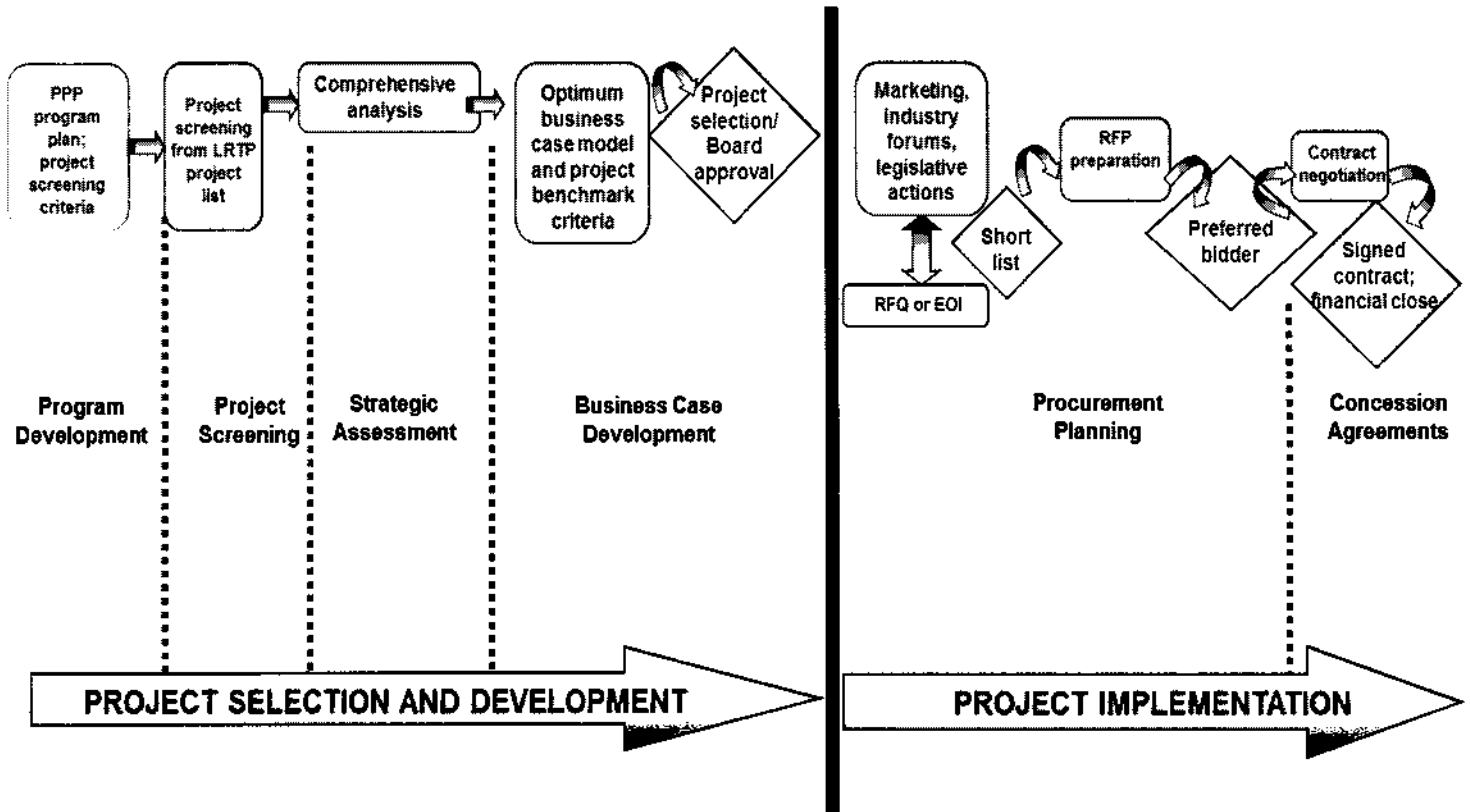 PPP
program
plan;
project
screening
criteria
Project
screening
from LRTP
project
list
Comprehensive
analysis
Optimum
business
case model
and project
benchmark
criteria
Project
selection/
Board
approval
Marketing,
industry
forums,
legislative
actions
RFQ or EOI
Short
list
RFP
preparation
Preferred
bidder
Contract
negotiation
Signed
contract;
financial close
Program
Development
Project
Screening
Strategic
Assessment
Business Case
Development
Procurement
Planning
Concession
Agreements
PROJECT SELECTION AND DEVELOPMENT
PROJECT IMPLEMENTATION